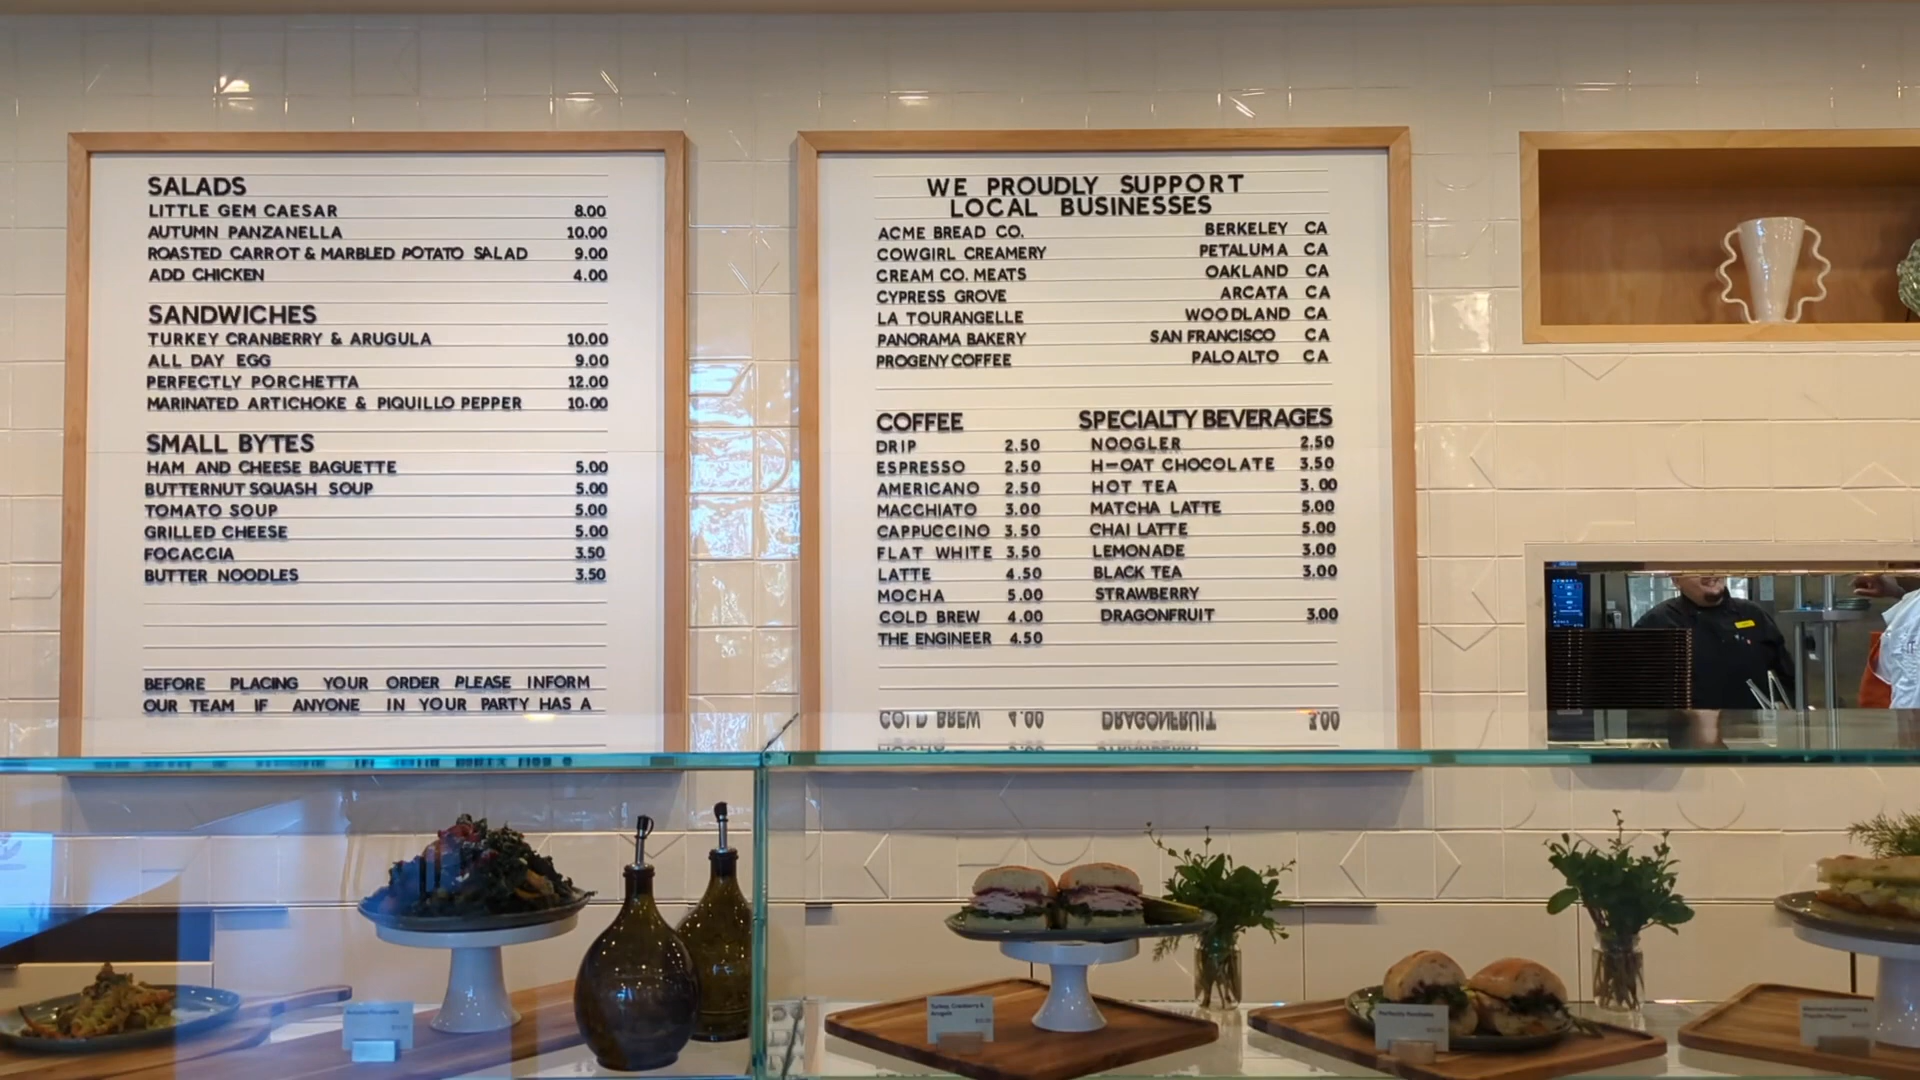 SALADS
LITTLE GEM CAESAR 8.00
AUTUMN PANZANELLA 10.00
ROASTED CARROT & MARBLED POTATO SALAD 9.00
ADD CHICKEN 4.00
SANDWICHES
TURKEY CRANBERRY & ARUGULA 10.00
ALL DAY EGG 9.00
PERFECTLY PORCHETTA 12.00
MARINATED ARTICHOKE & PIQUILLO PEPPER 10.00
SMALL BYTES
HAM AND CHEESE BAGUETTE 5.00
BUTTERNUT SQUASH SOUP 5.00
TOMATO SOUP 5.00
GRILLED CHEESE 5.00
FOCACCIA 3.50
BUTTER NOODLES 3.50
BEFORE PLACING YOUR ORDER PLEASE INFORM
OUR TEAM IF ANYONE IN YOUR PARTY HAS A
WE PROUDLY SUPPORT
LOCAL BUSINESSES
ACME BREAD CO. BERKELEY CA
COWGIRL CREAMERY PETALUMA CA
CREAM CO. MEATS OAKLAND CA
CYPRESS GROVE ARCATA CA
LA TOURANGELLE WOODLAND CA
PANORAMA BAKERY SAN FRANCISCO CA
PROGENY COFFEE PALO ALTO CA
COFFEE
DRIP 2.50
ESPRESSO 2.50
AMERICANO 2.50
MACCHIATO 3.00
CAPPUCCINO 3.50
FLAT WHITE 3.50
LATTE 4.50
MOCHA 5.00
COLD BREW 4.00
THE ENGINEER 4.50
SPECIALTY BEVERAGES
NOOGLER 2.50
H-OAT CHOCOLATE 3.50
HOT TEA 3.00
MATCHA LATTE 5.00
CHAI LATTE 5.00
LEMONADE 3.00
BLACK TEA 3.00
STRAWBERRY
DRAGONFRUIT 3.00
Turkey, Cranberry &
Arugula
Perfectly Porchetta